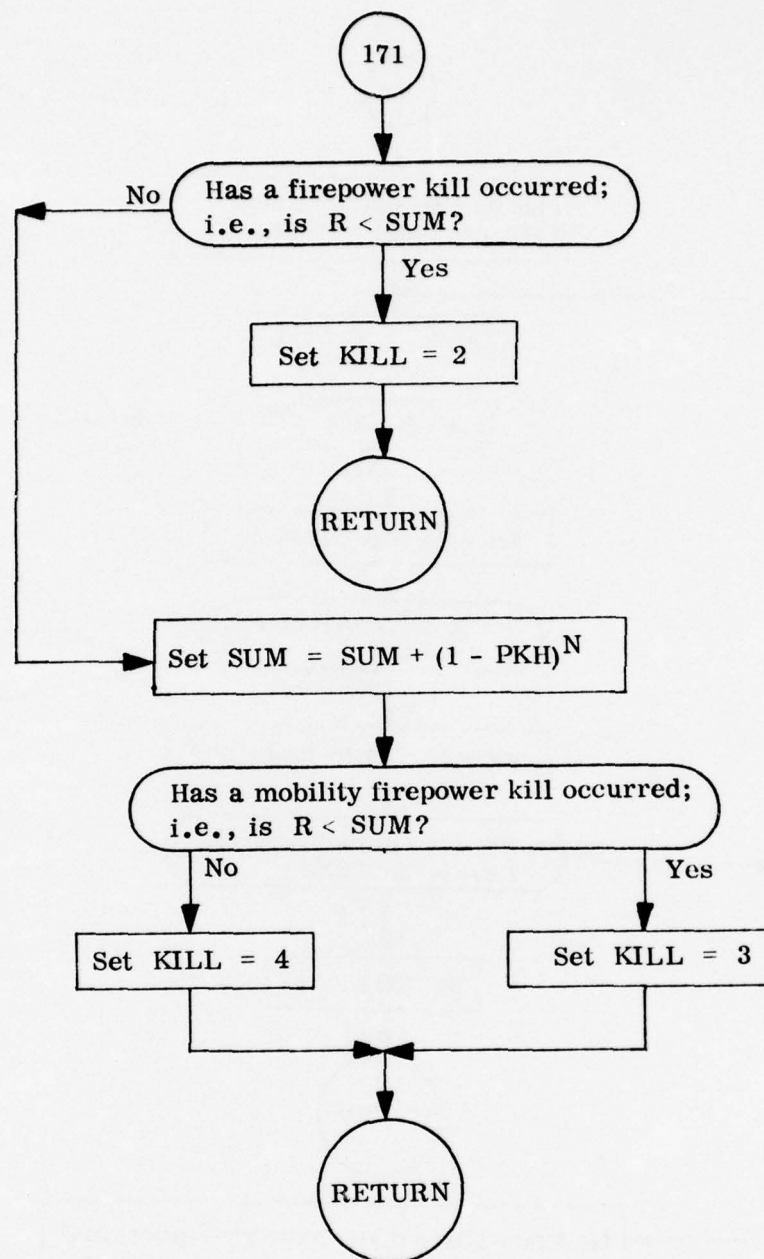 171
Has a firepower kill occurred;
i.e., is R < SUM?
No
Yes
Set KILL = 2
RETURN
Set SUM = SUM + (1 - PKH)^N
Has a mobility firepower kill occurred;
i.e., is R < SUM?
No
Yes
Set KILL = 4
Set KILL = 3
RETURN